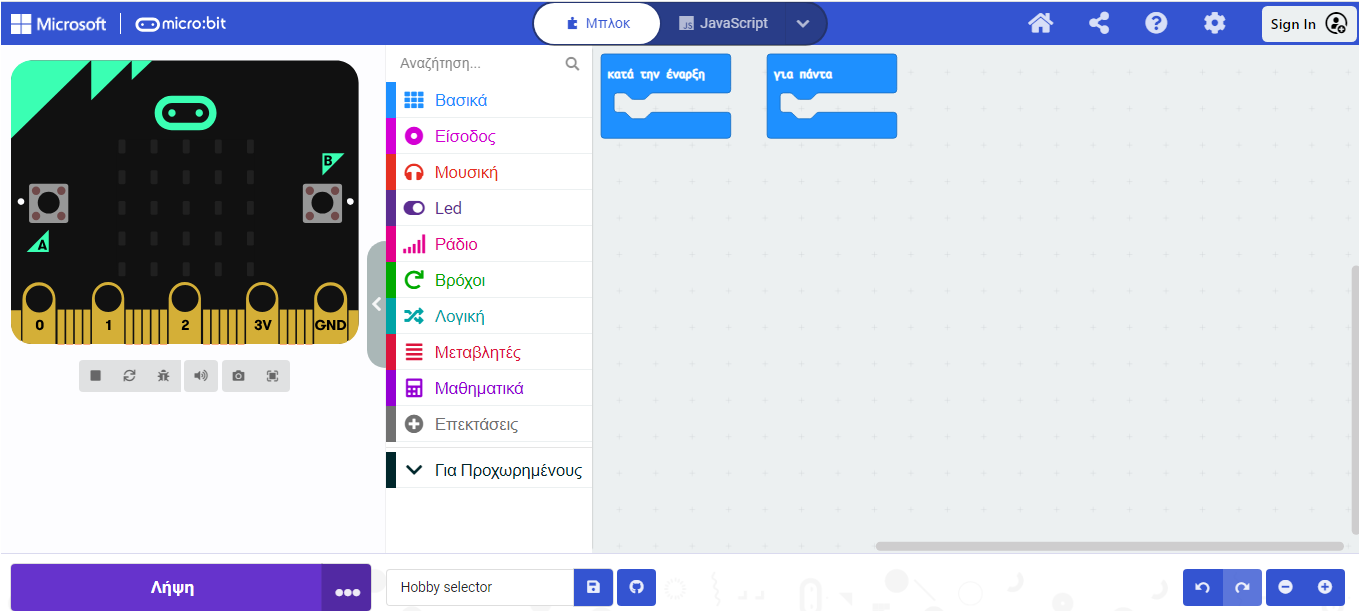 Microsoft micro:bit Μπλοκ JS JavaScript Sign In
Αναζήτηση...
Βασικά
Είσοδος
Μουσική
Led
Ράδιο
Βρόχοι
Λογική
Μεταβλητές
Μαθηματικά
Επεκτάσεις
Για Προχωρημένους
κατά την έναρξη
για πάντα
B
A
0 1 2 3V GND
Λήψη
Hobby selector